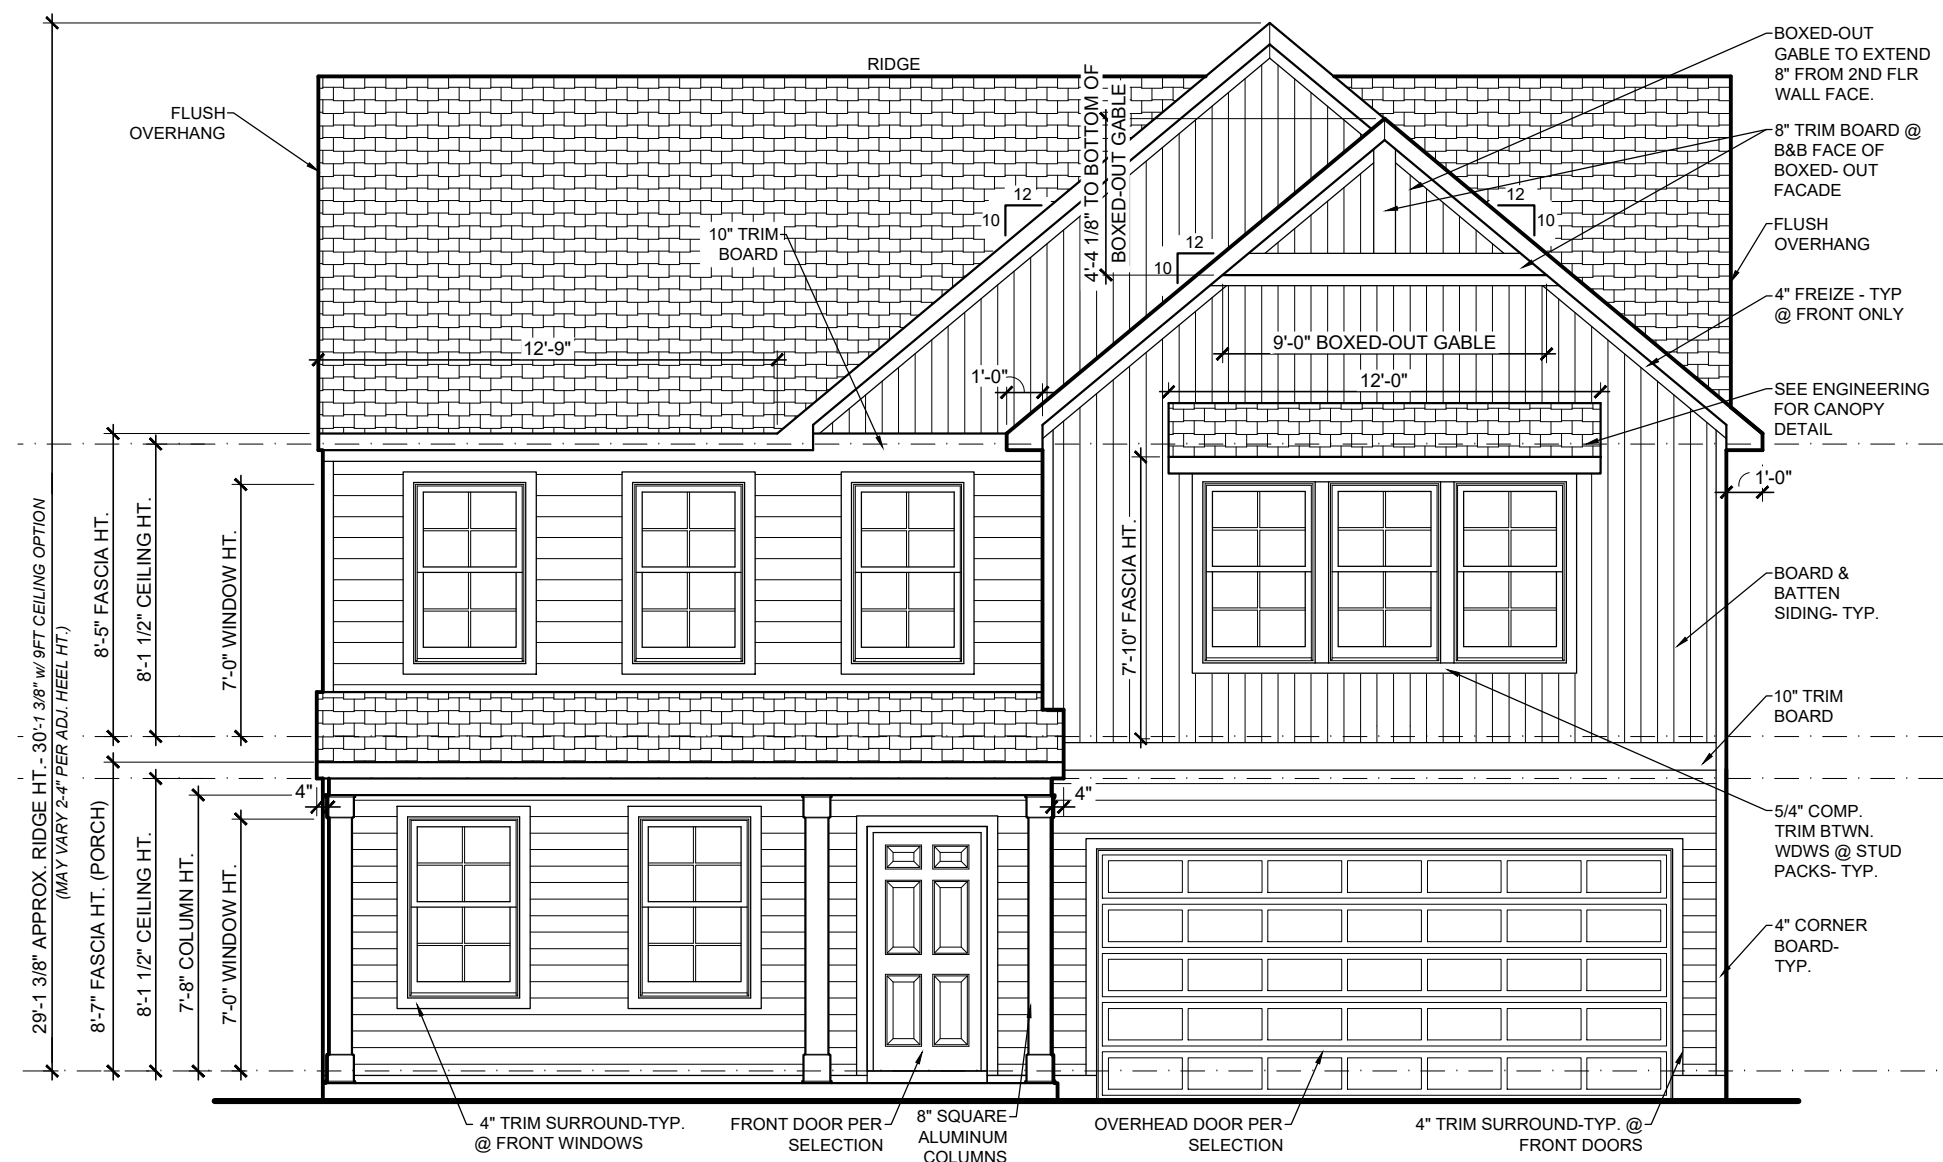 RIDGE
FLUSH
OVERHANG
10" TRIM
BOARD
12'-9"
12
10
4'-4 1/8" TO BOTTOM OF
BOXED-OUT GABLE
12
10
12
10
1'-0"
9'-0" BOXED-OUT GABLE
12'-0"
BOXED-OUT
GABLE TO EXTEND
8" FROM 2ND FLR
WALL FACE.
8" TRIM BOARD @
B&B FACE OF
BOXED- OUT
FACADE
FLUSH
OVERHANG
4" FREIZE - TYP
@ FRONT ONLY
SEE ENGINEERING
FOR CANOPY
DETAIL
1'-0"
BOARD &
BATTEN
SIDING- TYP.
10" TRIM
BOARD
5/4" COMP.
TRIM BTWN.
WDWS @ STUD
PACKS- TYP.
4" CORNER
BOARD-
TYP.
29'-1 3/8" APPROX. RIDGE HT.- 30'-1 3/8" w/ 9FT CEILING OPTION
(MAY VARY 2-4" PER ADJ. HEEL HT.)
8'-5" FASCIA HT.
8'-1 1/2" CEILING HT.
7'-0" WINDOW HT.
7'-10" FASCIA HT.
8'-7" FASCIA HT. (PORCH)
8'-1 1/2" CEILING HT.
7'-8" COLUMN HT.
7'-0" WINDOW HT.
4"
4"
4" TRIM SURROUND-TYP.
@ FRONT WINDOWS
FRONT DOOR PER
SELECTION
8" SQUARE
ALUMINUM
COLUMNS
OVERHEAD DOOR PER
SELECTION
4" TRIM SURROUND-TYP. @
FRONT DOORS